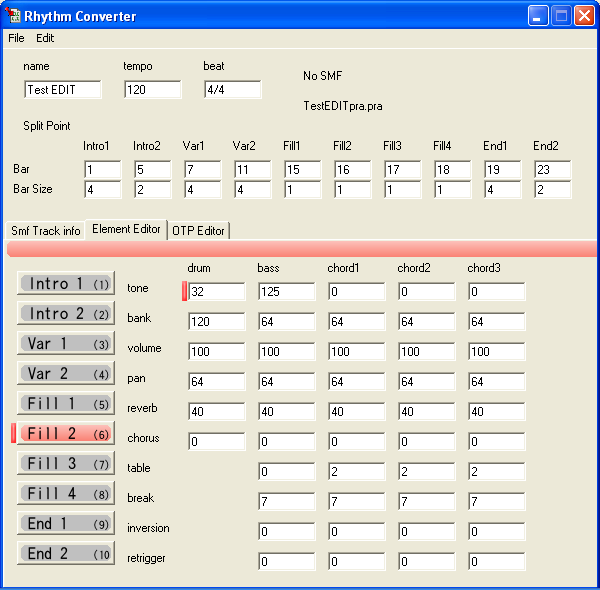 Rhythm Converter
File Edit
name tempo beat
No SMF
Test EDIT 120 4/4
TestEDITpra.pra
Split Point
Intro1 Intro2 Var1 Var2 Fill1 Fill2 Fill3 Fill4 End1 End2
Bar 1 5 7 11 15 16 17 18 19 23
Bar Size 4 2 4 4 1 1 1 1 4 2
Smf Track info Element Editor OTP Editor
drum bass chord1 chord2 chord3
Intro 1 (1) tone 32 125 0 0 0
Intro 2 (2) bank 120 64 64 64 64
Var 1 (3) volume 100 100 100 100 100
Var 2 (4) pan 64 64 64 64 64
Fill 1 (5) reverb 40 40 40 40 40
Fill 2 (6) chorus 0 0 0 0 0
Fill 3 (7) table 0 2 2 2
Fill 4 (8) break 7 7 7 7
End 1 (9) inversion 0 0 0 0
End 2 (10 retrigger 0 0 0 0